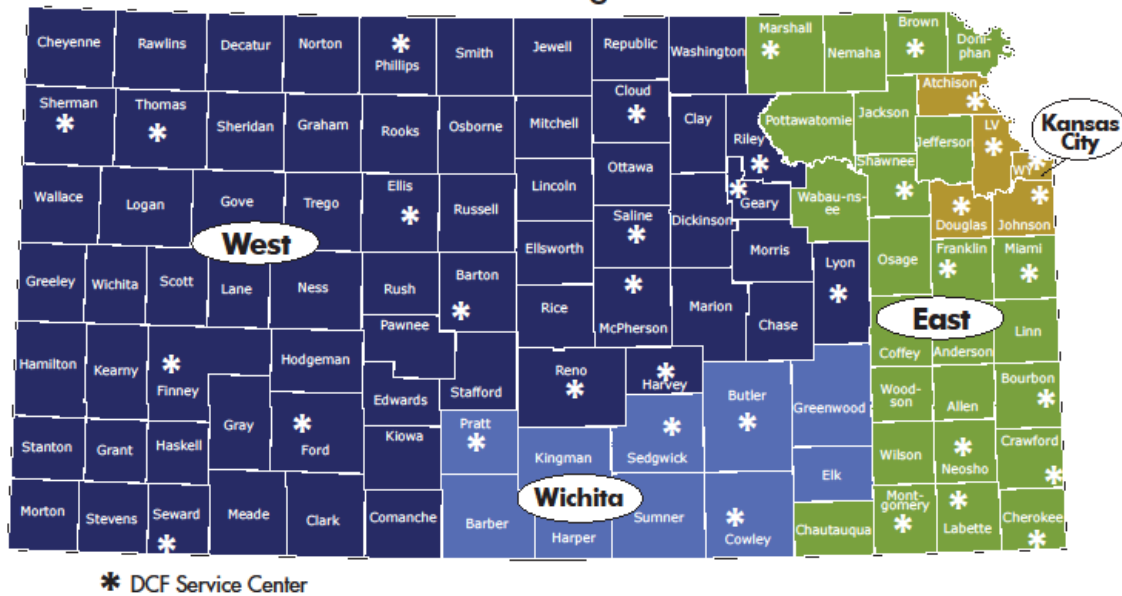 Cheyenne
Rawlins
Decatur
Norton
Phillips
Smith
Jewell
Republic
Washington
Marshall
Nemaha
Brown
Doni-
phan
Sherman
Thomas
Sheridan
Graham
Rooks
Osborne
Mitchell
Cloud
Clay
Riley
Pottawatomie
Jackson
Atchison
Jefferson
LV
Kansas
City
WY
Wallace
Logan
Gove
Trego
Ellis
Russell
Lincoln
Ottawa
Saline
Dickinson
Geary
Wabau-ns-
ee
Shawnee
Douglas
Johnson
West
Ellsworth
Morris
Lyon
Osage
Franklin
Miami
Greeley
Wichita
Scott
Lane
Ness
Rush
Barton
Rice
McPherson
Marion
Chase
East
Linn
Pawnee
Coffey
Anderson
Hamilton
Kearny
Finney
Hodgeman
Edwards
Stafford
Reno
Harvey
Butler
Greenwood
Wood-
son
Allen
Bourbon
Stanton
Grant
Haskell
Gray
Ford
Kiowa
Pratt
Kingman
Sedgwick
Elk
Wilson
Neosho
Crawford
Wichita
Morton
Stevens
Seward
Meade
Clark
Comanche
Barber
Harper
Sumner
Cowley
Chautauqua
Mont-
gomery
Labette
Cherokee
* DCF Service Center